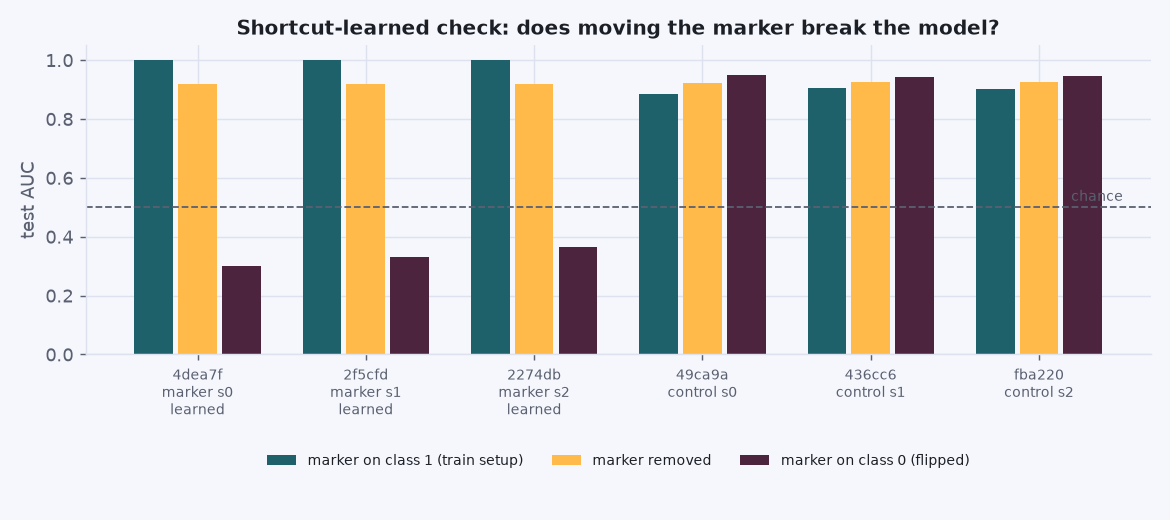 Shortcut-learned check: does moving the marker break the model?
test AUC
1.0
0.8
0.6
0.4
0.2
0.0
chance
4dea7f
marker s0
learned
2f5cfd
marker s1
learned
2274db
marker s2
learned
49ca9a
control s0
436cc6
control s1
fba220
control s2
marker on class 1 (train setup)
marker removed
marker on class 0 (flipped)